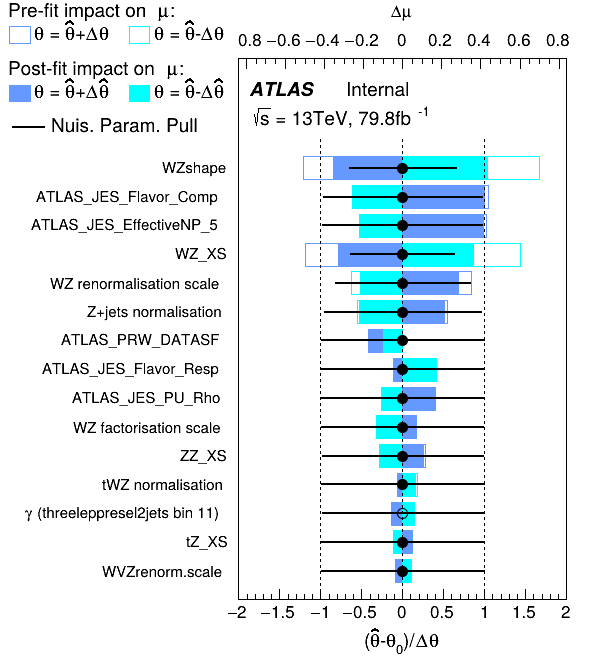 Pre-fit impact on μ:
θ = θ̂+Δθ θ = θ̂-Δθ
Post-fit impact on μ:
θ = θ̂+Δθ̂ θ = θ̂-Δθ̂
Nuis. Param. Pull
Δμ
−0.8 −0.6 −0.4 −0.2 0 0.2 0.4 0.6 0.8
ATLAS Internal
√s = 13TeV, 79.8fb⁻¹
WZshape
ATLAS_JES_Flavor_Comp
ATLAS_JES_EffectiveNP_5
WZ_XS
WZ renormalisation scale
Z+jets normalisation
ATLAS_PRW_DATASF
ATLAS_JES_Flavor_Resp
ATLAS_JES_PU_Rho
WZ factorisation scale
ZZ_XS
tWZ normalisation
γ (threeleppresel2jets bin 11)
tZ_XS
WVZrenorm.scale
−2 −1.5 −1 −0.5 0 0.5 1 1.5 2
(θ̂-θ₀)/Δθ